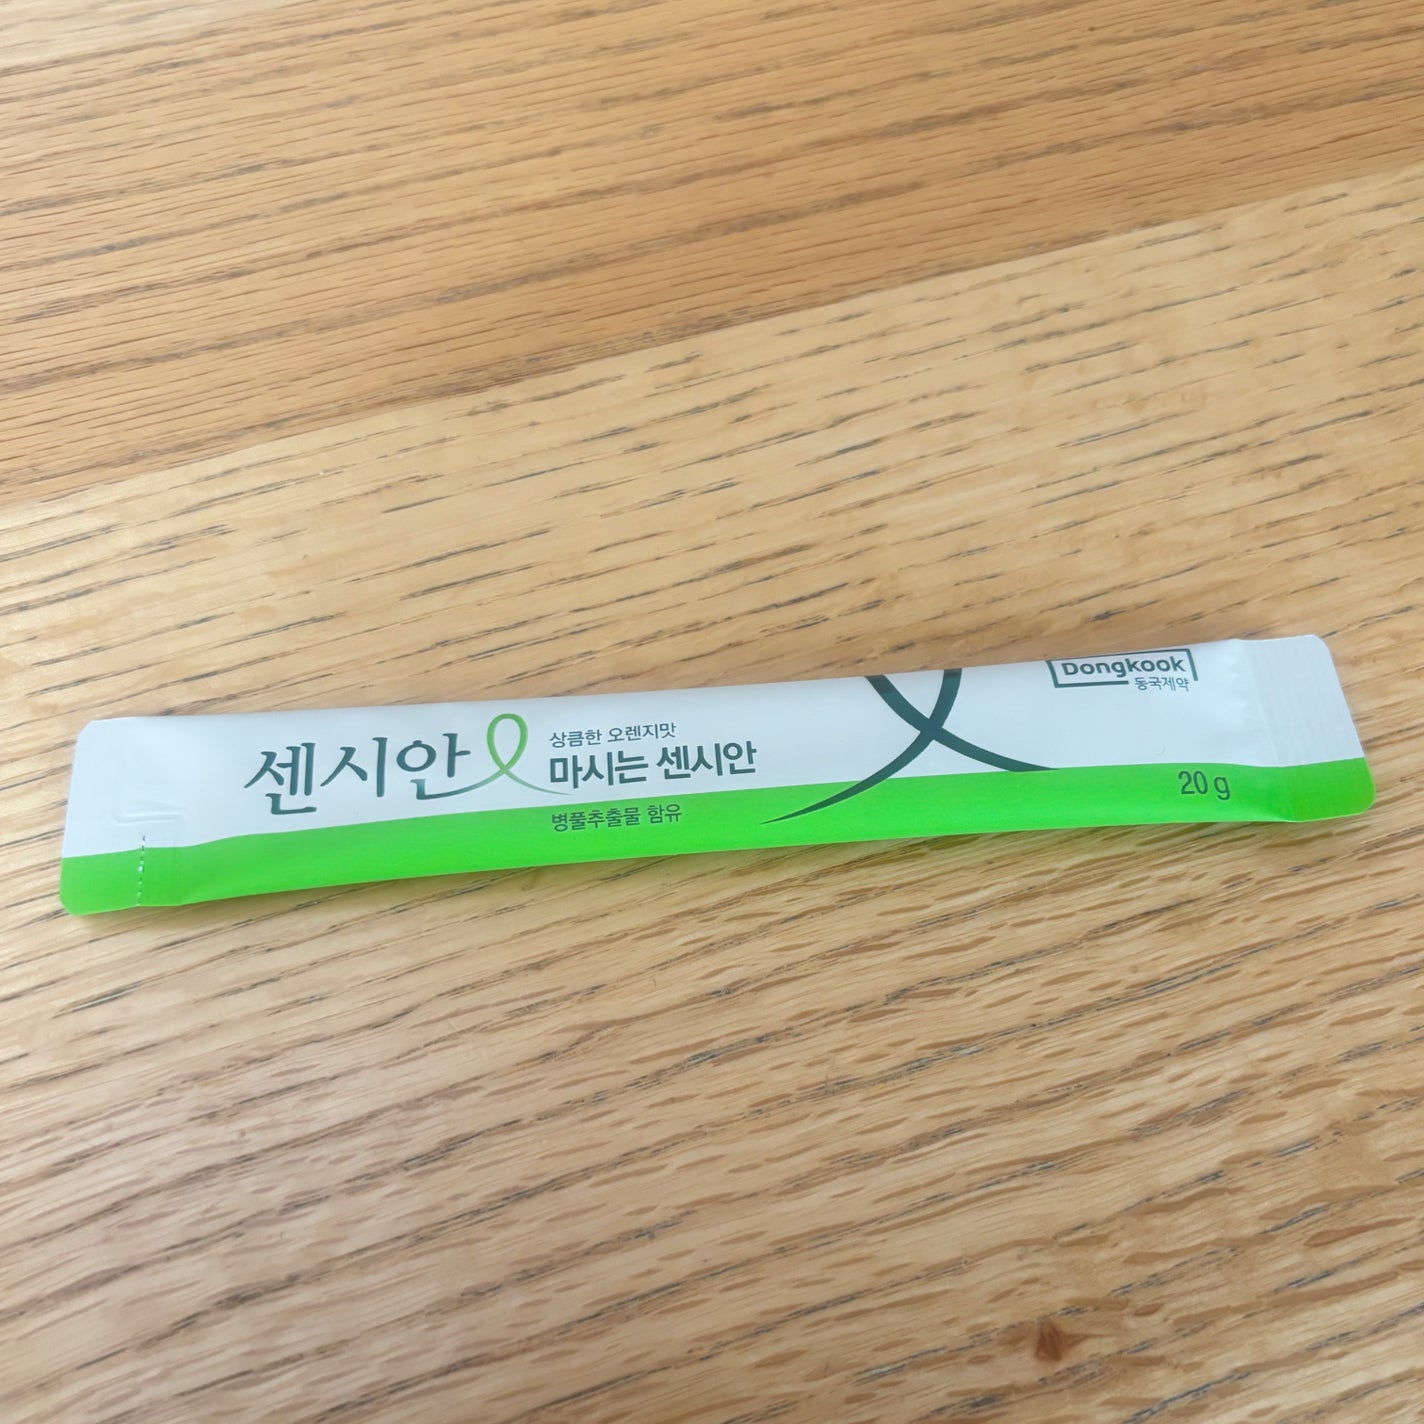 센시안
상큼한 오렌지맛
마시는 센시안
병풀추출물 함유
Dongkook
동국제약
20 g